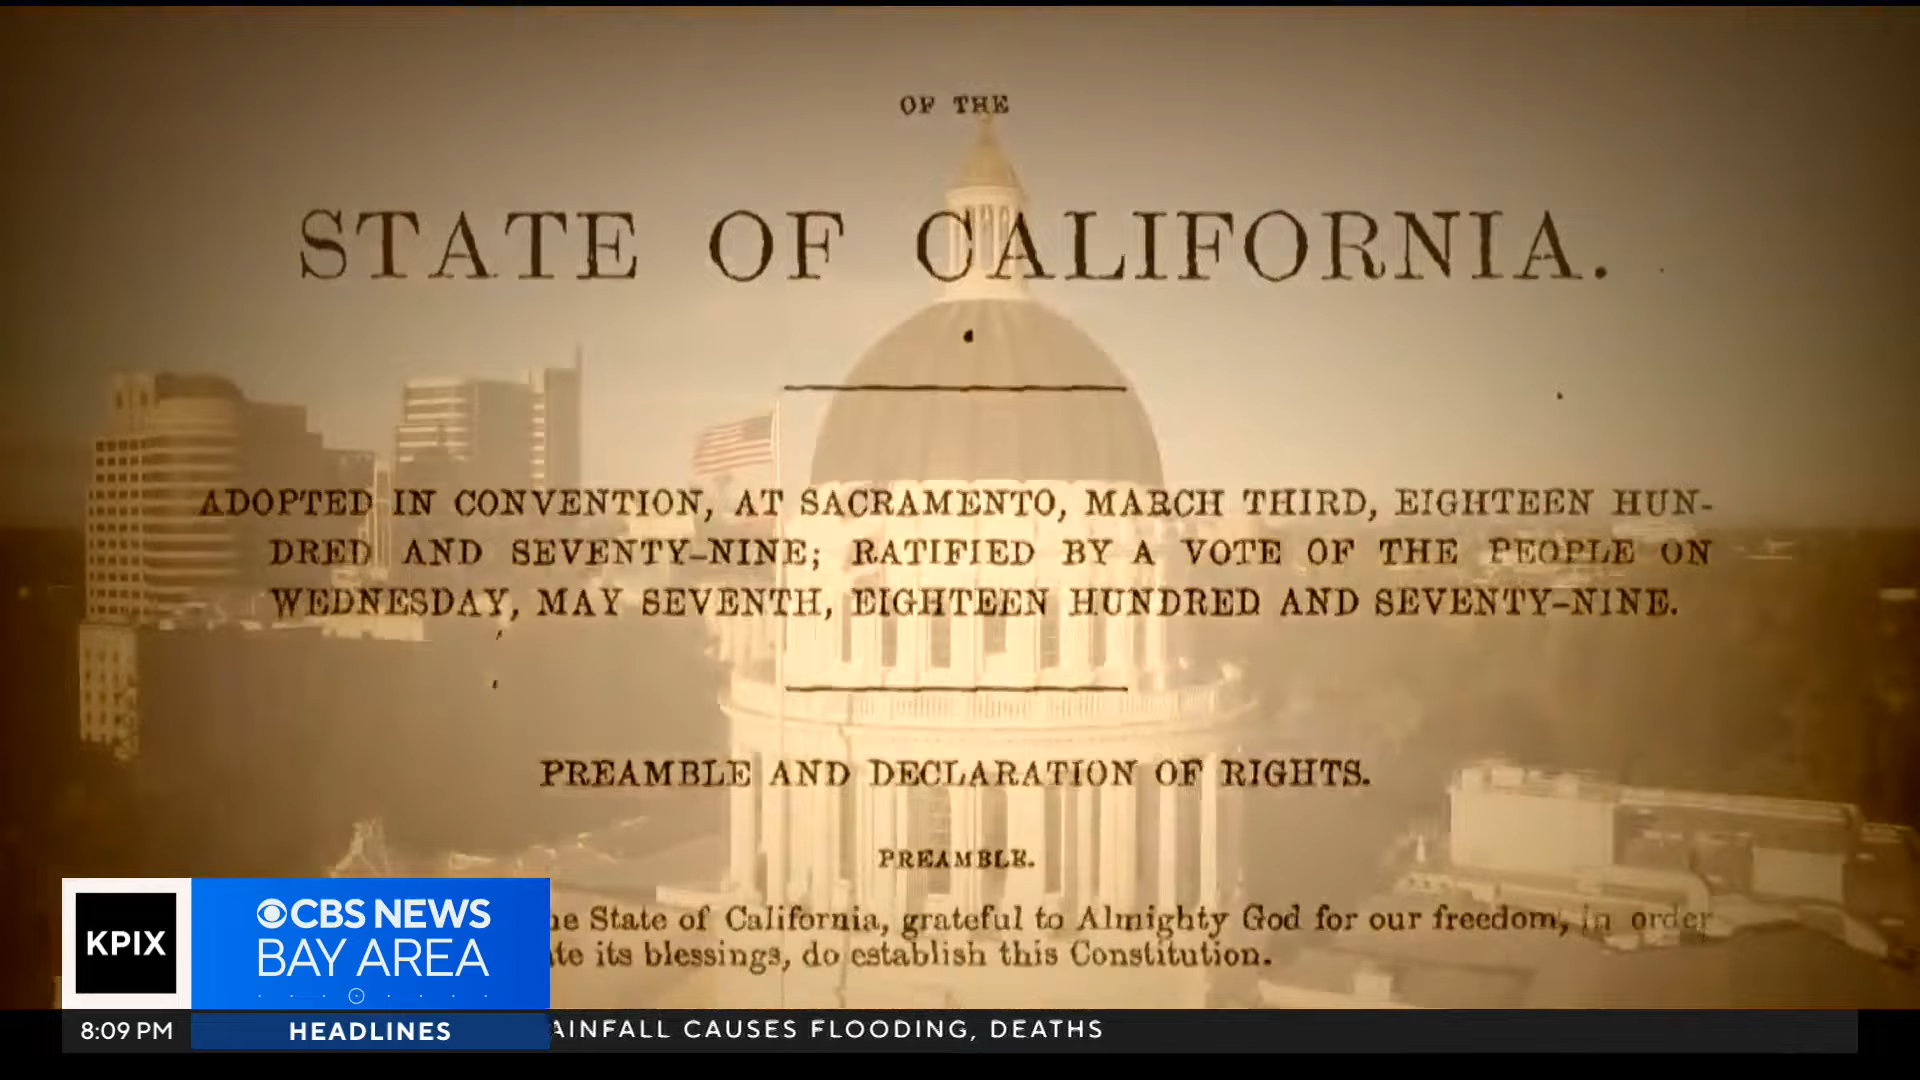 OF THE
STATE OF CALIFORNIA.
ADOPTED IN CONVENTION, AT SACRAMENTO, MARCH THIRD, EIGHTEEN HUN-
DRED AND SEVENTY-NINE; RATIFIED BY A VOTE OF THE PEOPLE ON
WEDNESDAY, MAY SEVENTH, EIGHTEEN HUNDRED AND SEVENTY-NINE.
PREAMBLE AND DECLARATION OF RIGHTS.
PREAMBLE.
State of California, grateful to Almighty God for our freedom, in order
its blessings, do establish this Constitution.
KPIX
CBS NEWS
BAY AREA
8:09 PM
HEADLINES
CAUSES FLOODING, DEATHS